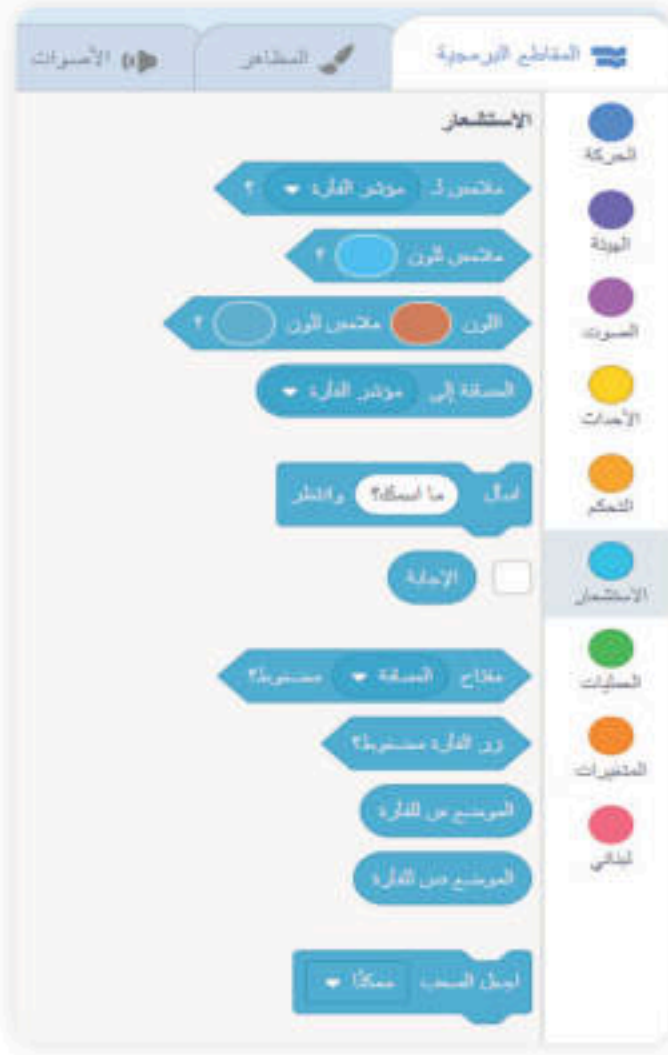 المقاطع البرمجية
المظاهر
الأصوات
الحركة
الهيئة
الصوت
الأحداث
التحكم
الاستشعار
العمليات
المتغيرات
لبناتي
الاستشعار
ملامس لـ مؤشر الفأرة ؟
ملامس للون ؟
اللون ملامس للون ؟
المسافة إلى مؤشر الفأرة
اسأل ما اسمك؟ وانتظر
الإجابة
مفتاح المسافة مضغوط؟
زر الفأرة مضغوط؟
الموضع س للفأرة
الموضع ص للفأرة
اجعل السحب ممكنًا